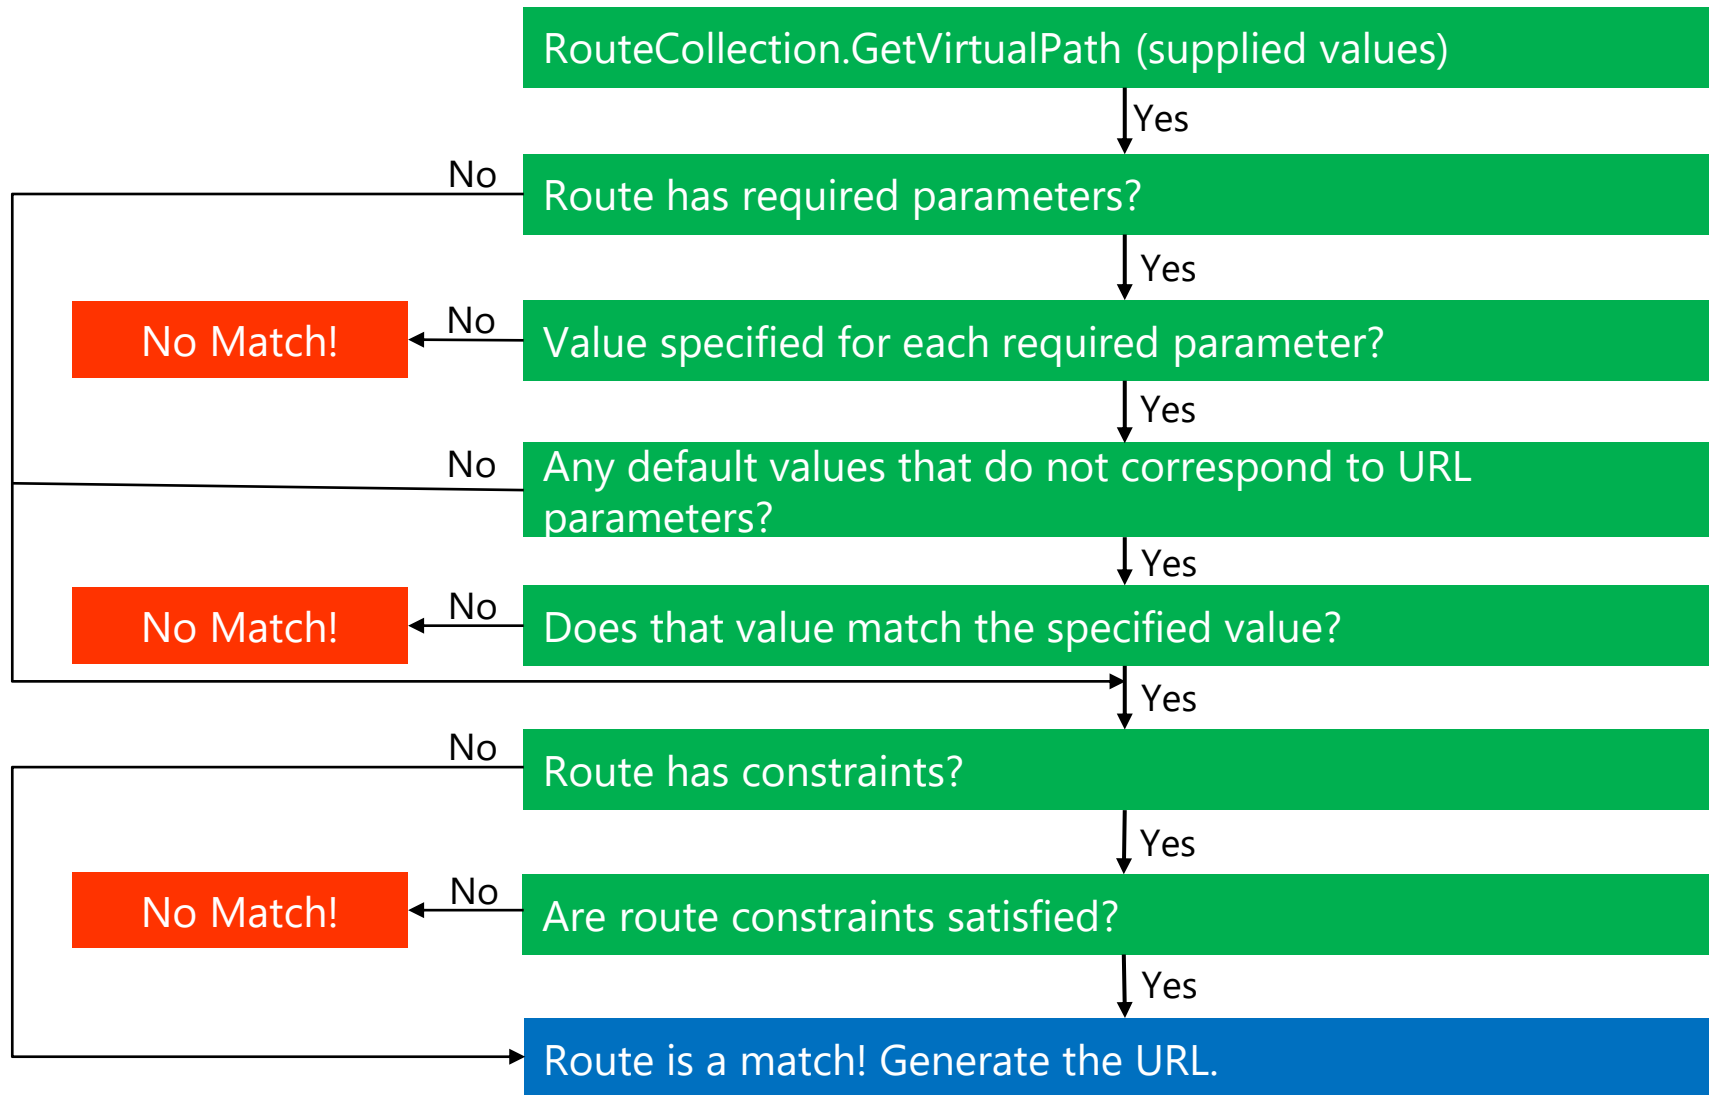 RouteCollection.GetVirtualPath (supplied values)
Yes
No
Route has required parameters?
Yes
No Match!
No
Value specified for each required parameter?
Yes
No
Any default values that do not correspond to URL
parameters?
Yes
No Match!
No
Does that value match the specified value?
Yes
No
Route has constraints?
Yes
No Match!
No
Are route constraints satisfied?
Yes
Route is a match! Generate the URL.